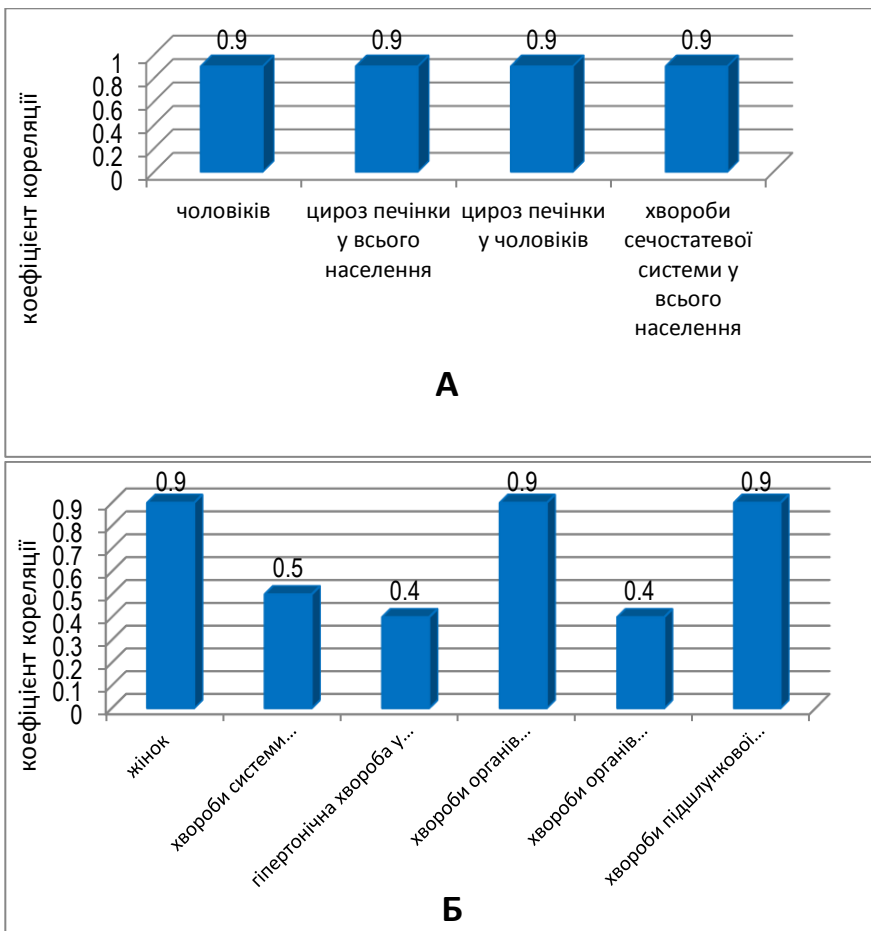 0.9 0.9 0.9 0.9
1
0.8
0.6
0.4
0.2
0
коефіцієнт кореляції
чоловіків
цироз печінки
у всього
населення
цироз печінки
у чоловіків
хвороби
сечостатевої
системи у
всього
населення
А
0.9 0.5 0.4 0.9 0.4 0.9
0.9
0.8
0.7
0.6
0.5
0.4
0.3
0.2
0.1
0
коефіцієнт кореляції
жінок
хвороби системи...
гіпертонічна хвороба у...
хвороби органів...
хвороби органів...
хвороби підшлункової...
Б